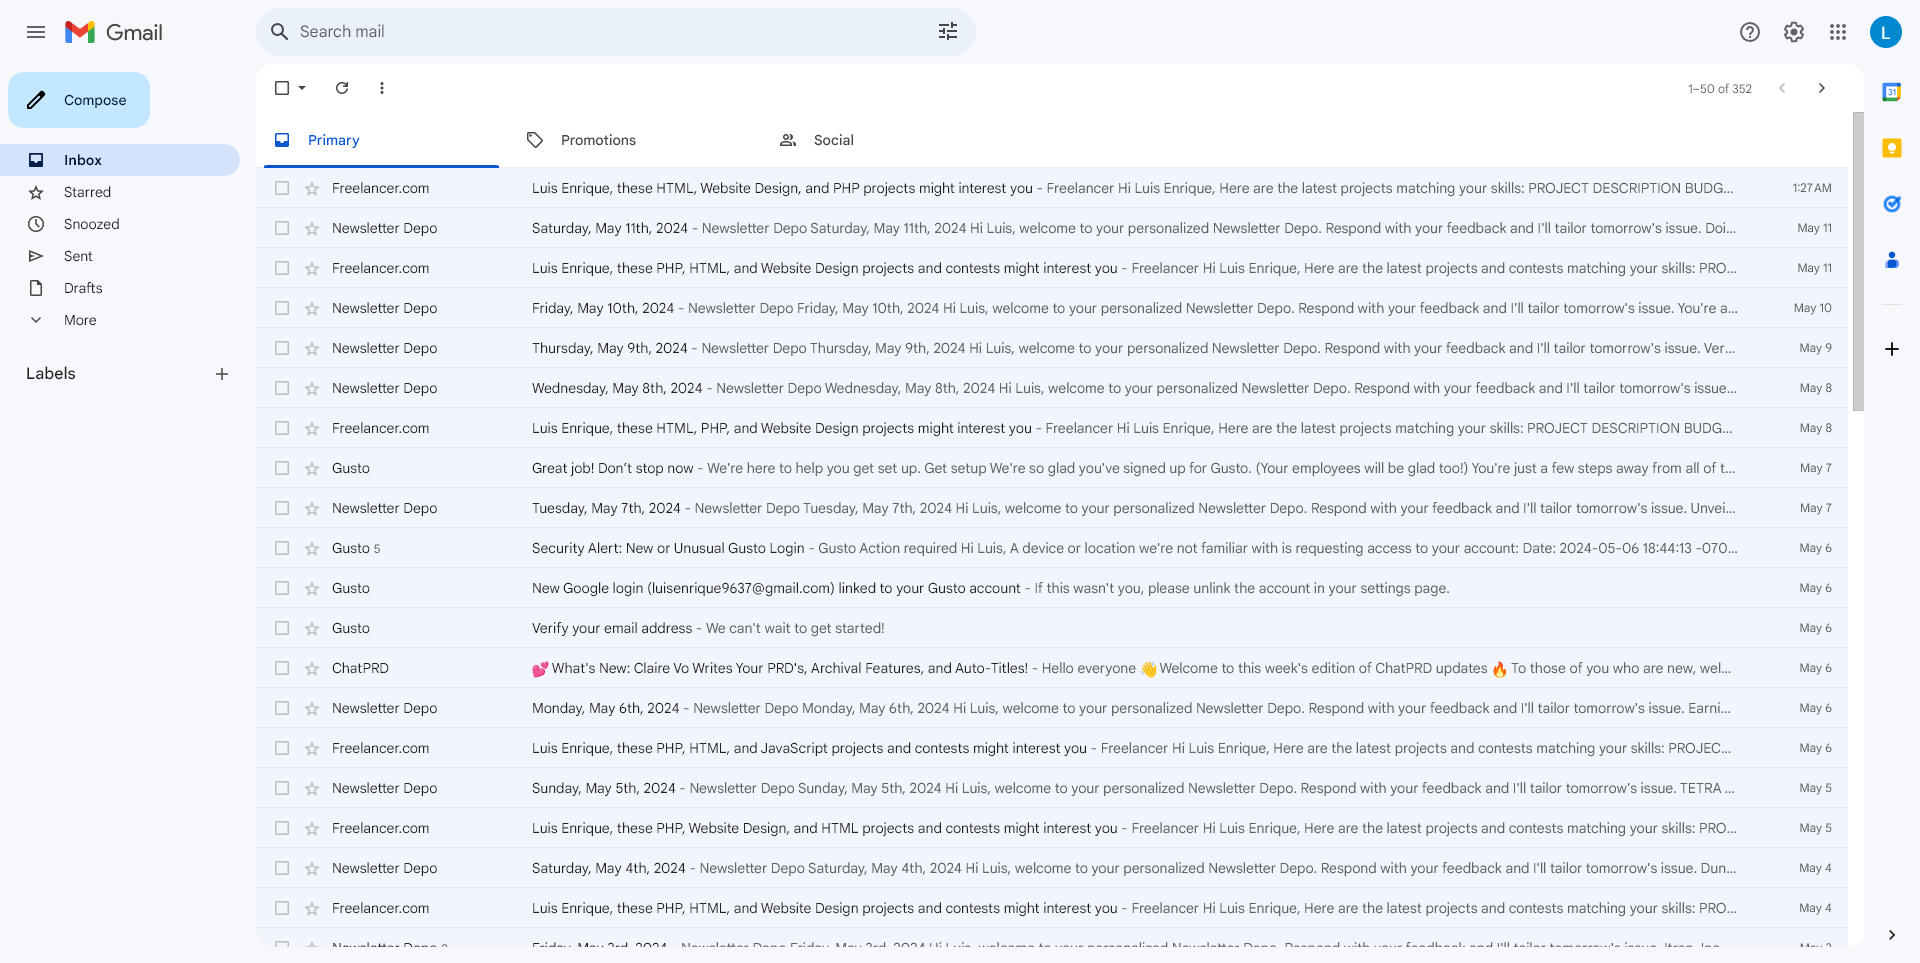 Gmail
Search mail
L
Compose
1–50 of 352
31
Primary
Promotions
Social
Inbox
Starred
Snoozed
Sent
Drafts
More
Labels
Freelancer.com Luis Enrique, these HTML, Website Design, and PHP projects might interest you - Freelancer Hi Luis Enrique, Here are the latest projects matching your skills: PROJECT DESCRIPTION BUDG... 1:27 AM
Newsletter Depo Saturday, May 11th, 2024 - Newsletter Depo Saturday, May 11th, 2024 Hi Luis, welcome to your personalized Newsletter Depo. Respond with your feedback and I'll tailor tomorrow's issue. Doi... May 11
Freelancer.com Luis Enrique, these PHP, HTML, and Website Design projects and contests might interest you - Freelancer Hi Luis Enrique, Here are the latest projects and contests matching your skills: PRO... May 11
Newsletter Depo Friday, May 10th, 2024 - Newsletter Depo Friday, May 10th, 2024 Hi Luis, welcome to your personalized Newsletter Depo. Respond with your feedback and I'll tailor tomorrow's issue. You're a... May 10
Newsletter Depo Thursday, May 9th, 2024 - Newsletter Depo Thursday, May 9th, 2024 Hi Luis, welcome to your personalized Newsletter Depo. Respond with your feedback and I'll tailor tomorrow's issue. Ver... May 9
Newsletter Depo Wednesday, May 8th, 2024 - Newsletter Depo Wednesday, May 8th, 2024 Hi Luis, welcome to your personalized Newsletter Depo. Respond with your feedback and I'll tailor tomorrow's issue... May 8
Freelancer.com Luis Enrique, these HTML, PHP, and Website Design projects might interest you - Freelancer Hi Luis Enrique, Here are the latest projects matching your skills: PROJECT DESCRIPTION BUDG... May 8
Gusto Great job! Don’t stop now - We're here to help you get set up. Get setup We're so glad you've signed up for Gusto. (Your employees will be glad too!) You're just a few steps away from all of t... May 7
Newsletter Depo Tuesday, May 7th, 2024 - Newsletter Depo Tuesday, May 7th, 2024 Hi Luis, welcome to your personalized Newsletter Depo. Respond with your feedback and I'll tailor tomorrow's issue. Unvei... May 7
Gusto 5 Security Alert: New or Unusual Gusto Login - Gusto Action required Hi Luis, A device or location we're not familiar with is requesting access to your account: Date: 2024-05-06 18:44:13 -070... May 6
Gusto New Google login (luisenrique9637@gmail.com) linked to your Gusto account - If this wasn't you, please unlink the account in your settings page. May 6
Gusto Verify your email address - We can't wait to get started! May 6
ChatPRD 💕 What's New: Claire Vo Writes Your PRD's, Archival Features, and Auto-Titles! - Hello everyone 👋 Welcome to this week's edition of ChatPRD updates 🔥 To those of you who are new, wel... May 6
Newsletter Depo Monday, May 6th, 2024 - Newsletter Depo Monday, May 6th, 2024 Hi Luis, welcome to your personalized Newsletter Depo. Respond with your feedback and I'll tailor tomorrow's issue. Earni... May 6
Freelancer.com Luis Enrique, these PHP, HTML, and JavaScript projects and contests might interest you - Freelancer Hi Luis Enrique, Here are the latest projects and contests matching your skills: PROJEC... May 6
Newsletter Depo Sunday, May 5th, 2024 - Newsletter Depo Sunday, May 5th, 2024 Hi Luis, welcome to your personalized Newsletter Depo. Respond with your feedback and I'll tailor tomorrow's issue. TETRA ... May 5
Freelancer.com Luis Enrique, these PHP, Website Design, and HTML projects and contests might interest you - Freelancer Hi Luis Enrique, Here are the latest projects and contests matching your skills: PRO... May 5
Newsletter Depo Saturday, May 4th, 2024 - Newsletter Depo Saturday, May 4th, 2024 Hi Luis, welcome to your personalized Newsletter Depo. Respond with your feedback and I'll tailor tomorrow's issue. Dun... May 4
Freelancer.com Luis Enrique, these PHP, HTML, and Website Design projects and contests might interest you - Freelancer Hi Luis Enrique, Here are the latest projects and contests matching your skills: PRO... May 4
Newsletter Depo Friday, May 3rd, 2024 - Newsletter Depo Friday, May 3rd, 2024 Hi Luis, welcome to your personalized Newsletter Depo. Respond with your feedback and I'll tailor tomorrow's issue.